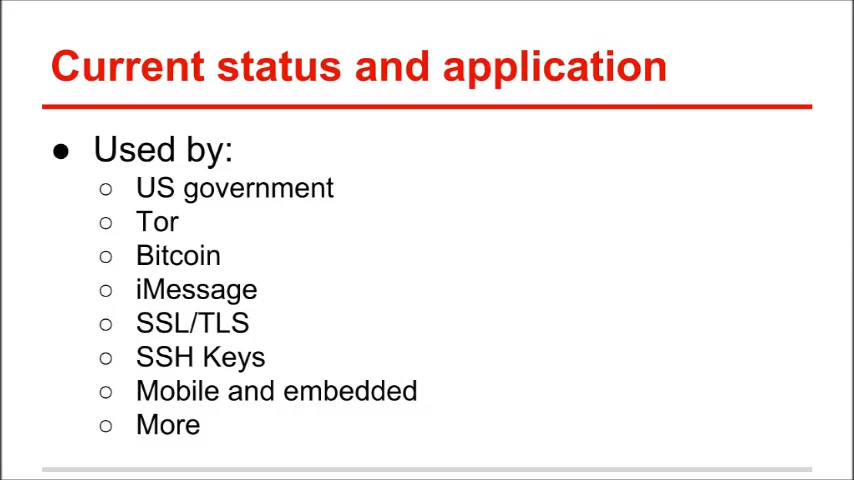 Current status and application
● Used by:
○ US government
○ Tor
○ Bitcoin
○ iMessage
○ SSL/TLS
○ SSH Keys
○ Mobile and embedded
○ More